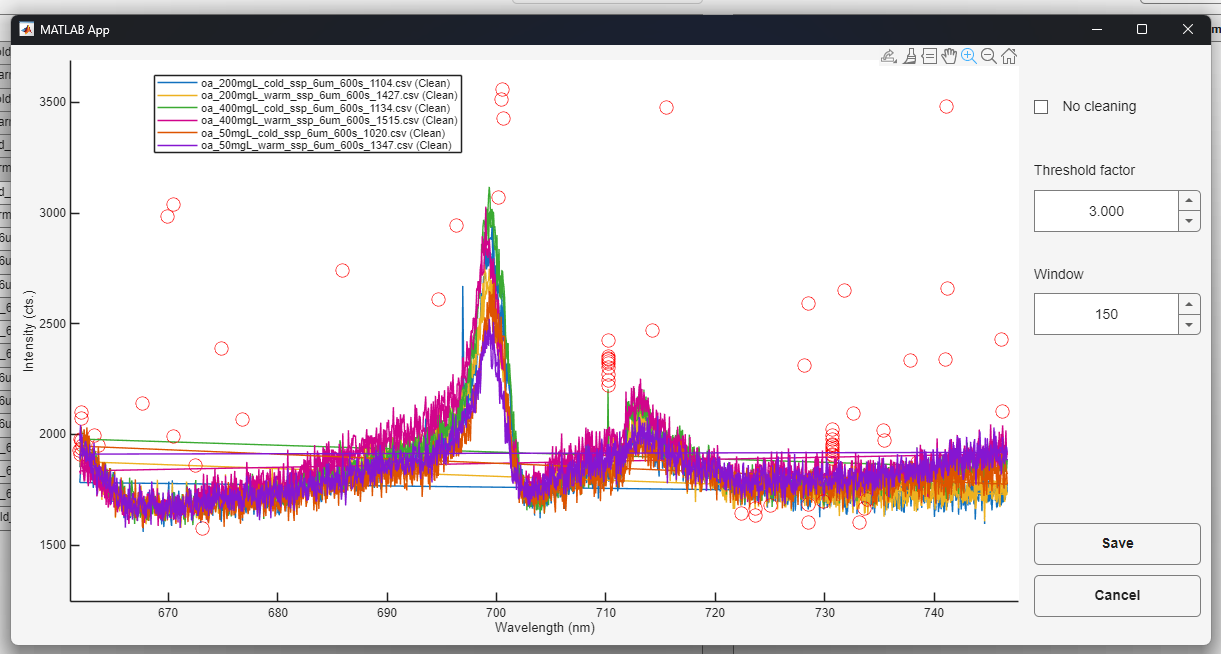 MATLAB App
oa_200mgL_cold_ssp_6um_600s_1104.csv (Clean)
oa_200mgL_warm_ssp_6um_600s_1427.csv (Clean)
oa_400mgL_cold_ssp_6um_600s_1134.csv (Clean)
oa_400mgL_warm_ssp_6um_600s_1515.csv (Clean)
oa_50mgL_cold_ssp_6um_600s_1020.csv (Clean)
oa_50mgL_warm_ssp_6um_600s_1347.csv (Clean)
3500
3000
2500
2000
1500
Intensity (cts.)
670 680 690 700 710 720 730 740
Wavelength (nm)
No cleaning
Threshold factor
3.000
Window
150
Save
Cancel